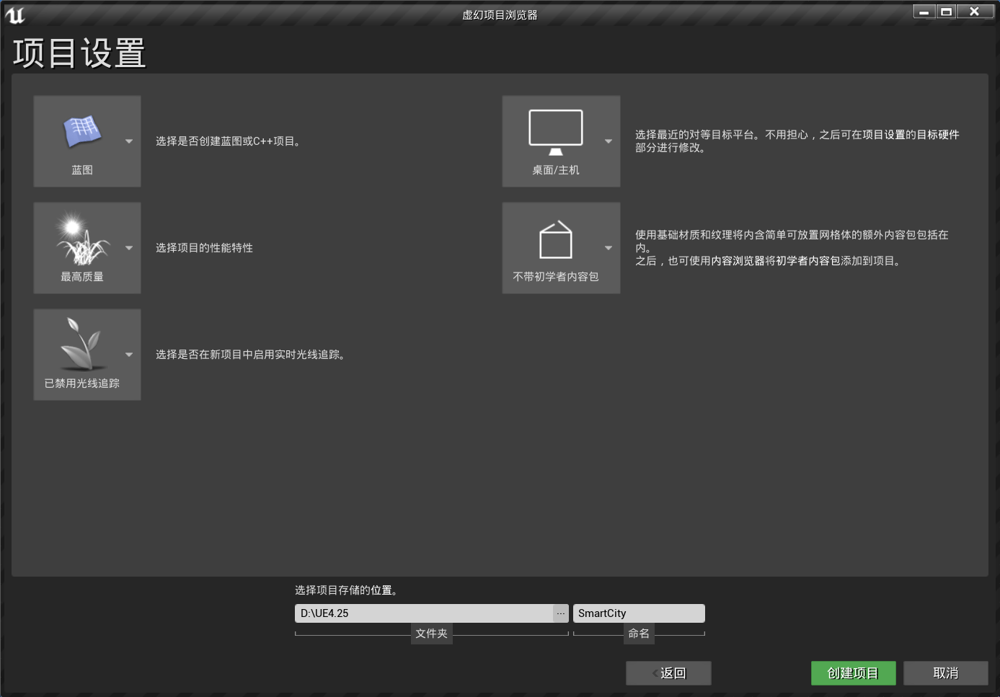 虚幻项目浏览器
项目设置
蓝图
选择是否创建蓝图或C++项目。
桌面/主机
选择最近的对等目标平台。不用担心，之后可在项目设置的目标硬件
部分进行修改。
最高质量
选择项目的性能特性
不带初学者内容包
使用基础材质和纹理将内含简单可放置网格体的额外内容包包括在
内。
之后，也可使用内容浏览器将初学者内容包添加到项目。
已禁用光线追踪
选择是否在新项目中启用实时光线追踪。
选择项目存储的位置。
D:\UE4.25
...
SmartCity
文件夹
命名
返回
创建项目
取消